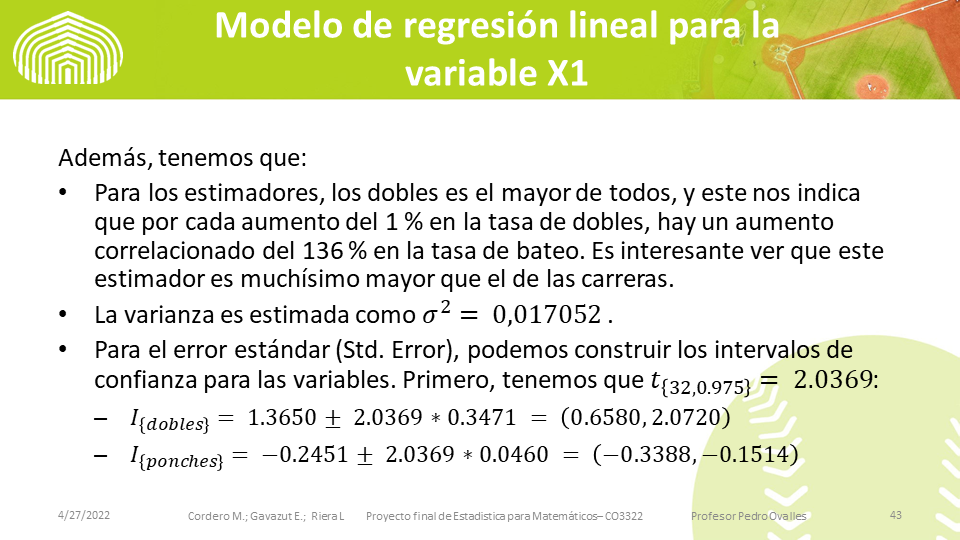 Modelo de regresión lineal para la
variable X1
Además, tenemos que:
• Para los estimadores, los dobles es el mayor de todos, y este nos indica
que por cada aumento del 1 % en la tasa de dobles, hay un aumento
correlacionado del 136 % en la tasa de bateo. Es interesante ver que este
estimador es muchísimo mayor que el de las carreras.
• La varianza es estimada como σ² = 0,017052 .
• Para el error estándar (Std. Error), podemos construir los intervalos de
confianza para las variables. Primero, tenemos que t_{32,0.975} = 2.0369:
– I_{dobles} = 1.3650 ± 2.0369 ∗ 0.3471 = (0.6580, 2.0720)
– I_{ponches} = −0.2451 ± 2.0369 ∗ 0.0460 = (−0.3388, −0.1514)
4/27/2022 Cordero M.; Gavazut E.; Riera L Proyecto final de Estadistica para Matemáticos– CO3322 Profesor Pedro Ovalles 43